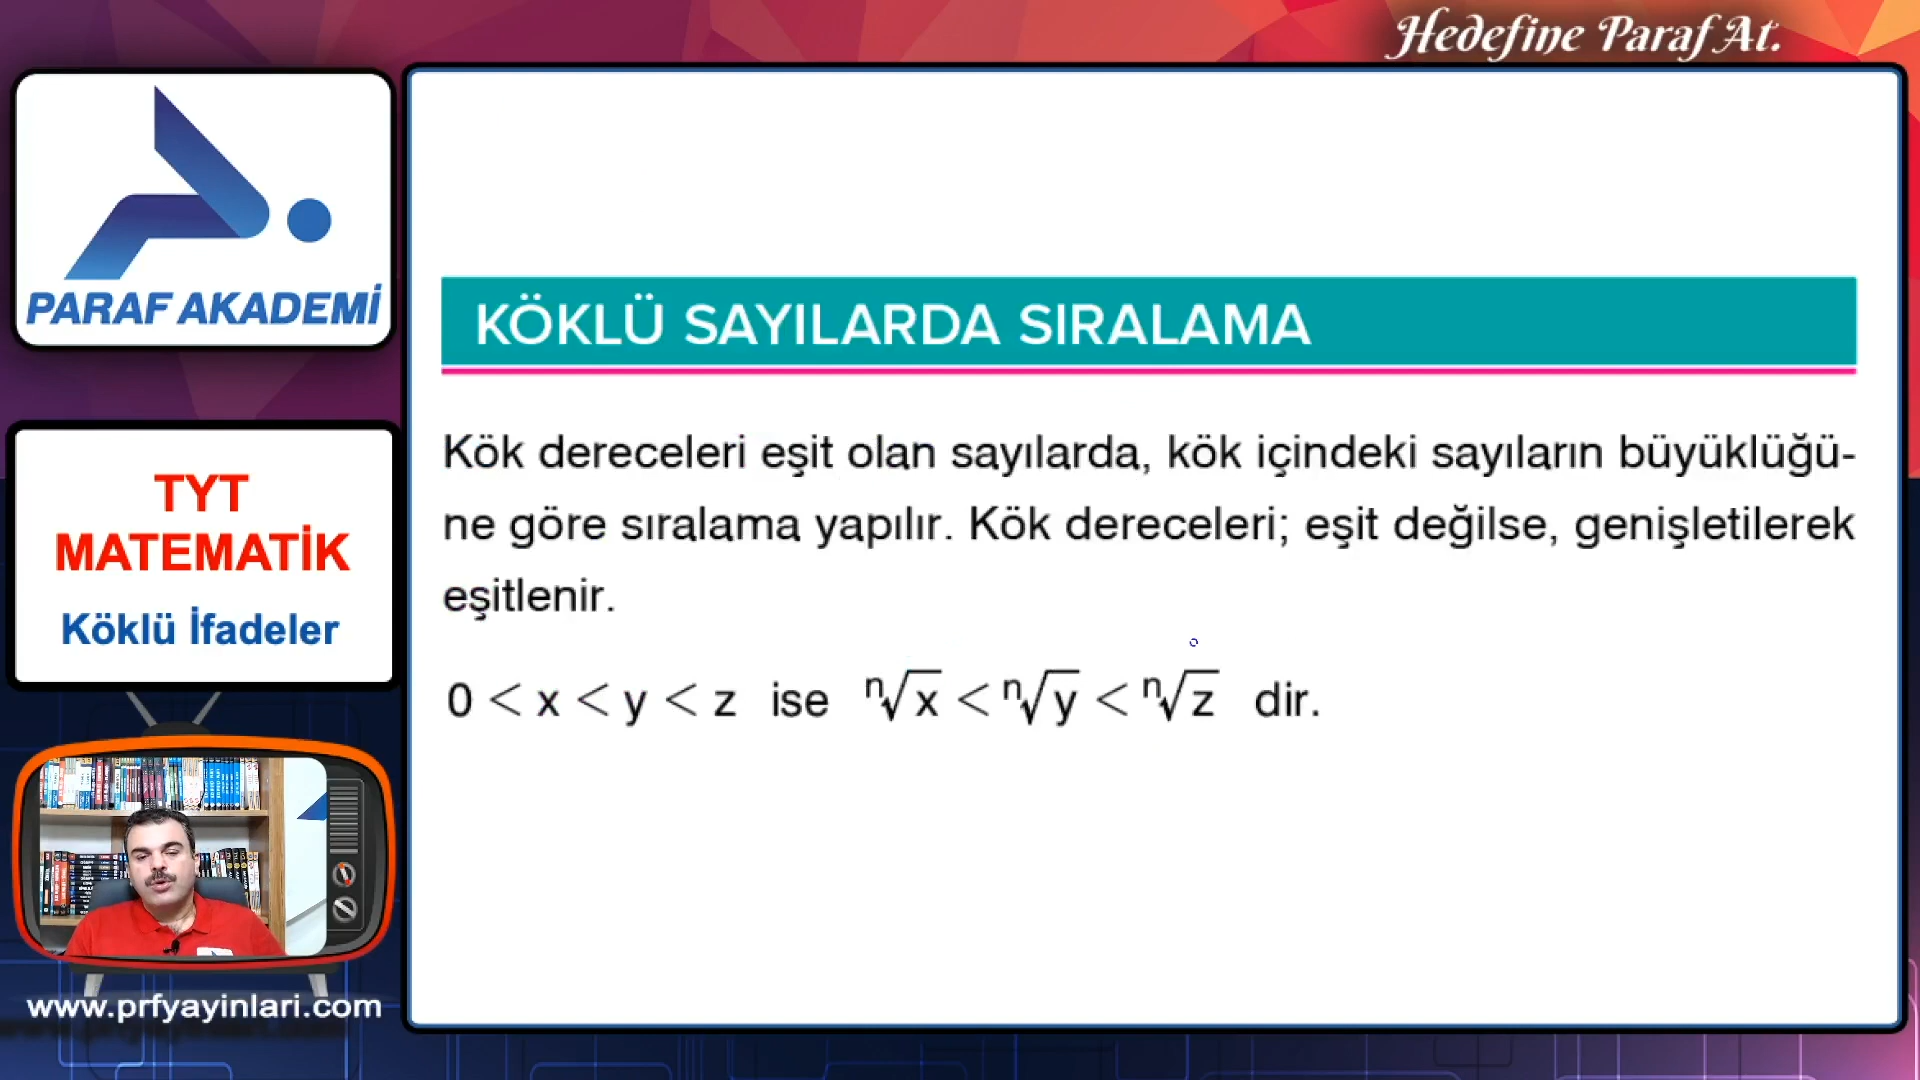 Hedefine Paraf At.
PARAF AKADEMİ
KÖKLÜ SAYILARDA SIRALAMA
Kök dereceleri eşit olan sayılarda, kök içindeki sayıların büyüklüğü-
ne göre sıralama yapılır. Kök dereceleri; eşit değilse, genişletilerek
eşitlenir.
0 < x < y < z ise ⁿ√x < ⁿ√y < ⁿ√z dir.
TYT
MATEMATİK
Köklü İfadeler
www.prfyayinlari.com